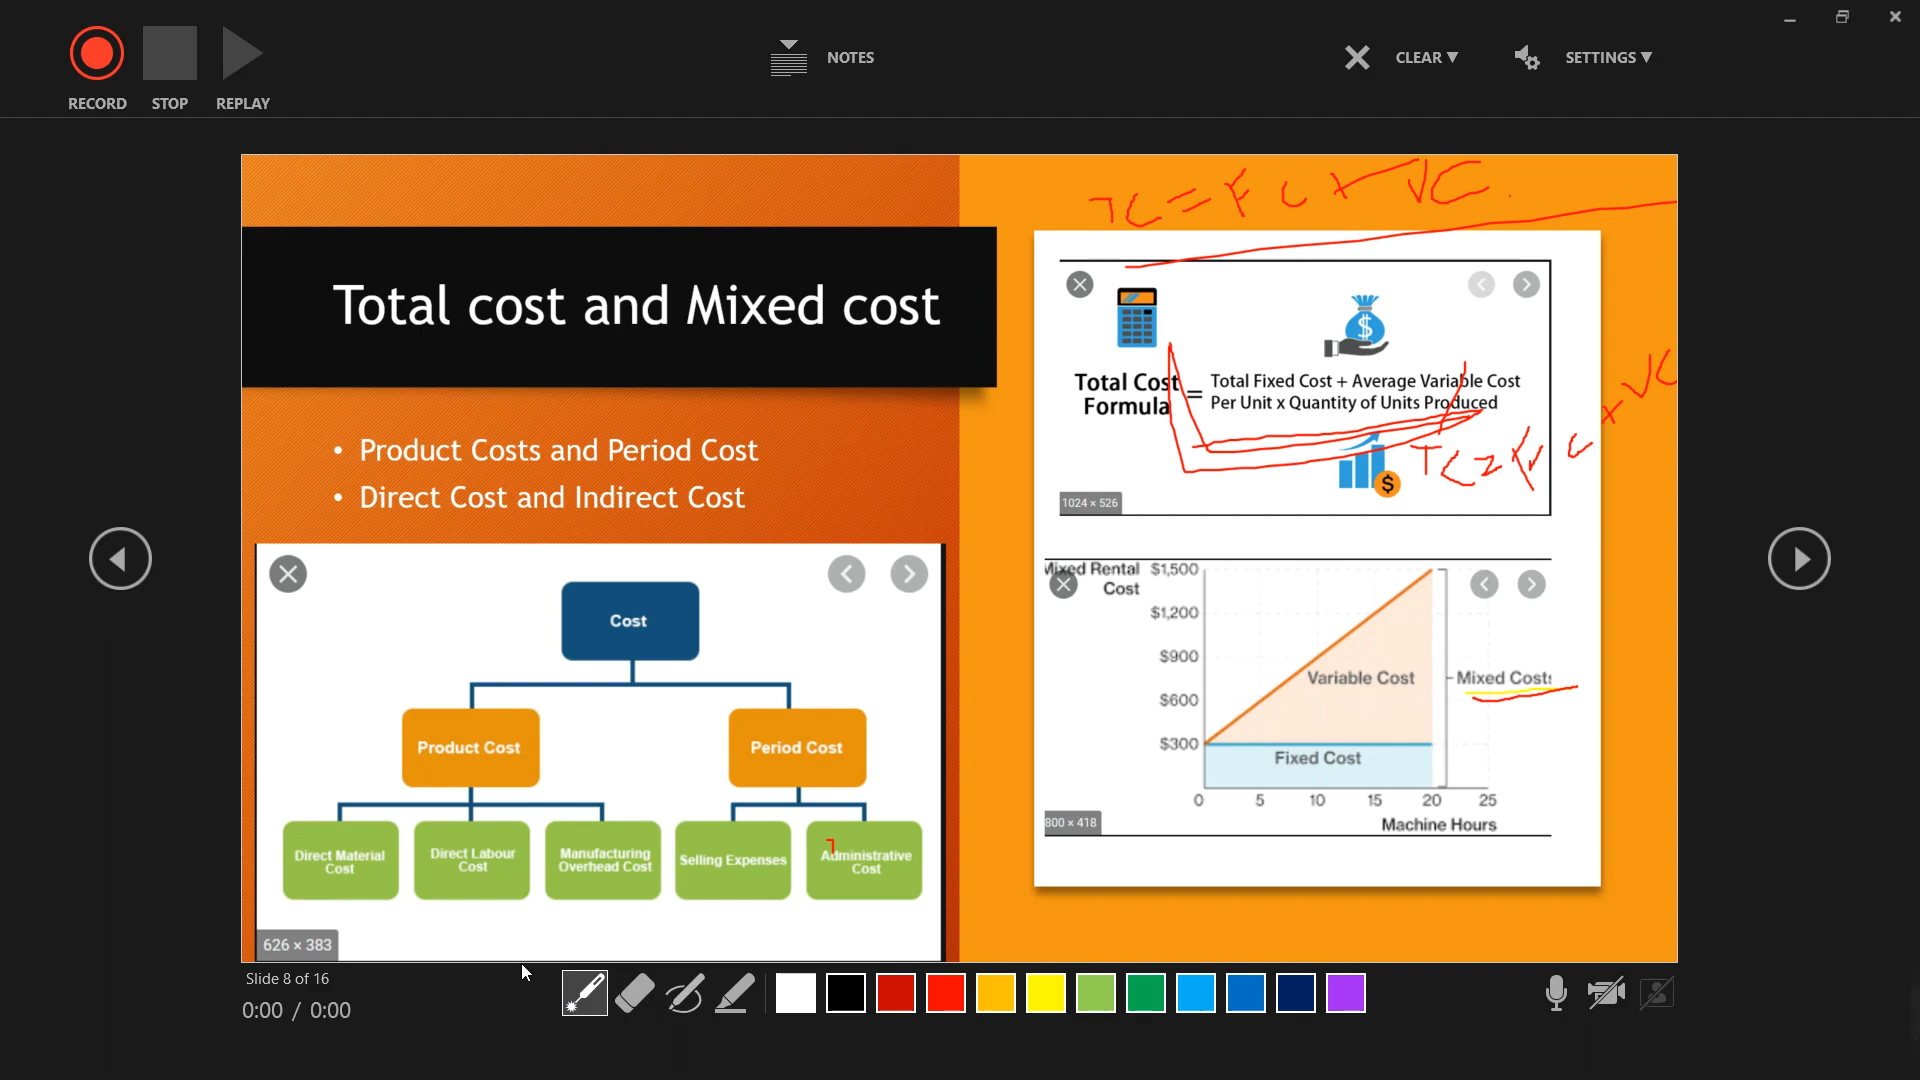 RECORD
STOP
REPLAY
NOTES
CLEAR
SETTINGS
TC = FC + VC
Total cost and Mixed cost
• Product Costs and Period Cost
• Direct Cost and Indirect Cost
Cost
Product Cost
Period Cost
Direct Material
Cost
Direct Labour
Cost
Manufacturing
Overhead Cost
Selling Expenses
Administrative
Cost
626 × 383
Total Cost
Formula
=
Total Fixed Cost + Average Variable Cost
Per Unit x Quantity of Units Produced
1024 × 526
Mixed Rental
Cost
$1,500
$1,200
$900
$600
$300
Variable Cost
Mixed Costs
Fixed Cost
0 5 10 15 20 25
Machine Hours
800 × 418
Slide 8 of 16
0:00 / 0:00